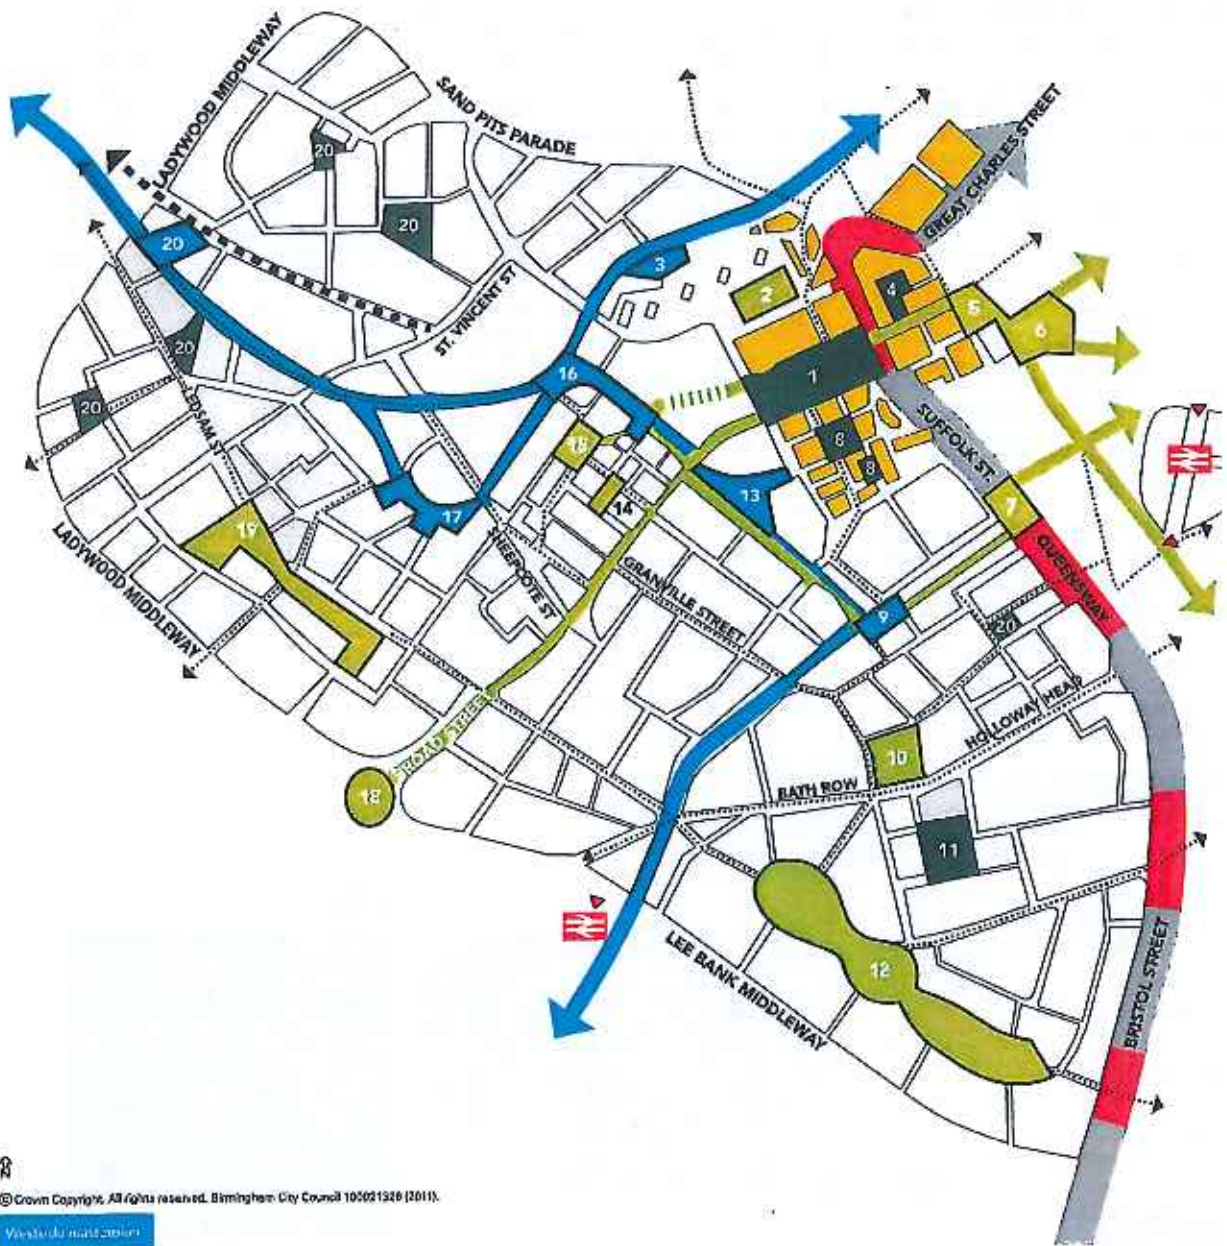 LADYWOOD MIDDLEWAY
SAND PITS PARADE
GREAT CHARLES STREET
20
20
20
3
2
4
5
6
ST. VINCENT ST
20
16
1
20
LEDSAM ST
SUFFOLK ST.
15
8
8
14
13
7
17
19
SHEEPCOTE ST
GRANVILLE STREET
QUEENSWAY
LADYWOOD MIDDLEWAY
9
20
BROAD STREET
HOLLOWAY HEAD
10
18
BATH ROW
11
LEE BANK MIDDLEWAY
12
BRISTOL STREET
N
© Crown Copyright. All rights reserved. Birmingham City Council 100021326 (2011).